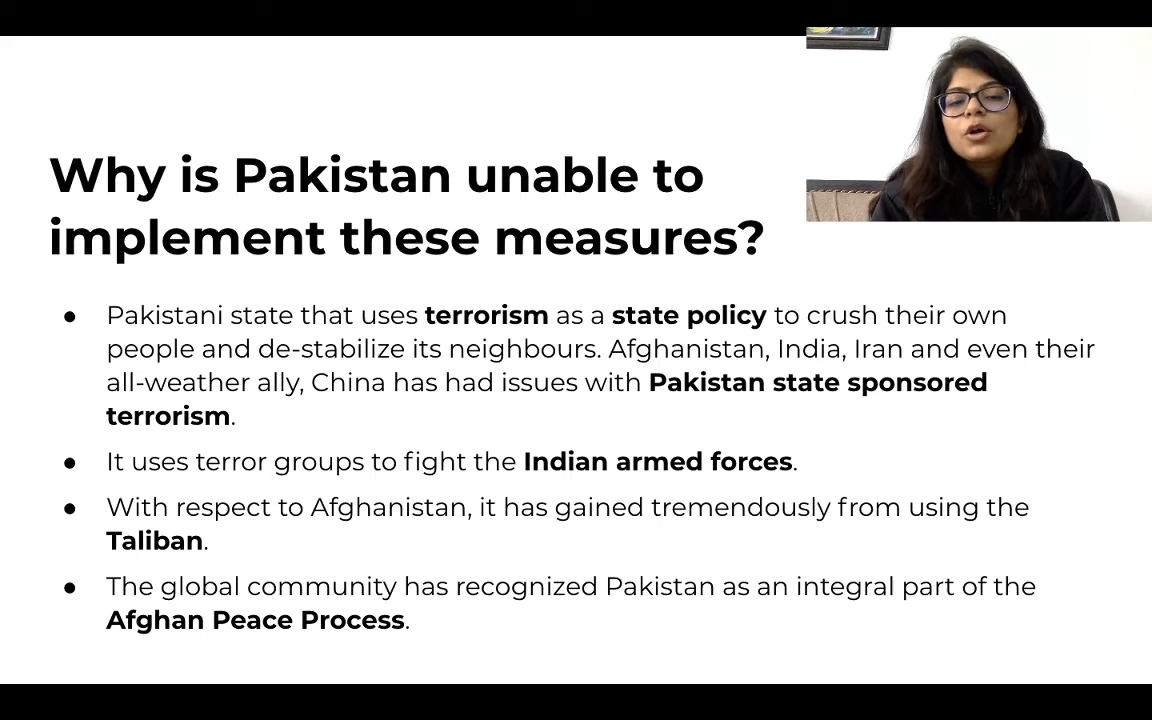 Why is Pakistan unable to
implement these measures?
● Pakistani state that uses terrorism as a state policy to crush their own
people and de-stabilize its neighbours. Afghanistan, India, Iran and even their
all-weather ally, China has had issues with Pakistan state sponsored
terrorism.
● It uses terror groups to fight the Indian armed forces.
● With respect to Afghanistan, it has gained tremendously from using the
Taliban.
● The global community has recognized Pakistan as an integral part of the
Afghan Peace Process.